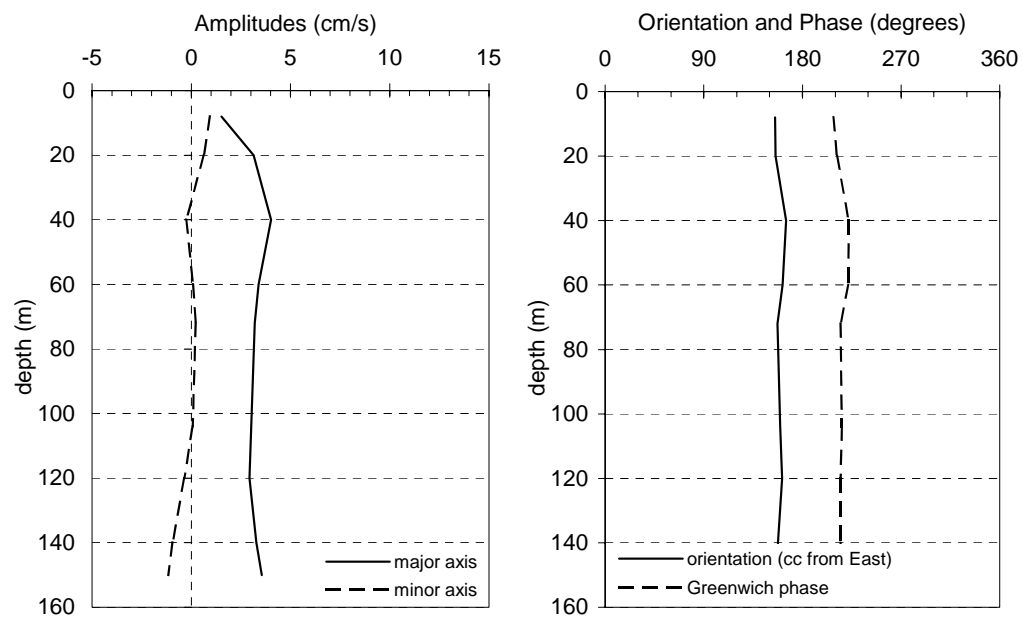 Amplitudes (cm/s)
-5 0 5 10 15
0
20
40
60
80
100
120
140
160
depth (m)
major axis
minor axis
Orientation and Phase (degrees)
0 90 180 270 360
0
20
40
60
80
100
120
140
160
depth (m)
orientation (cc from East)
Greenwich phase